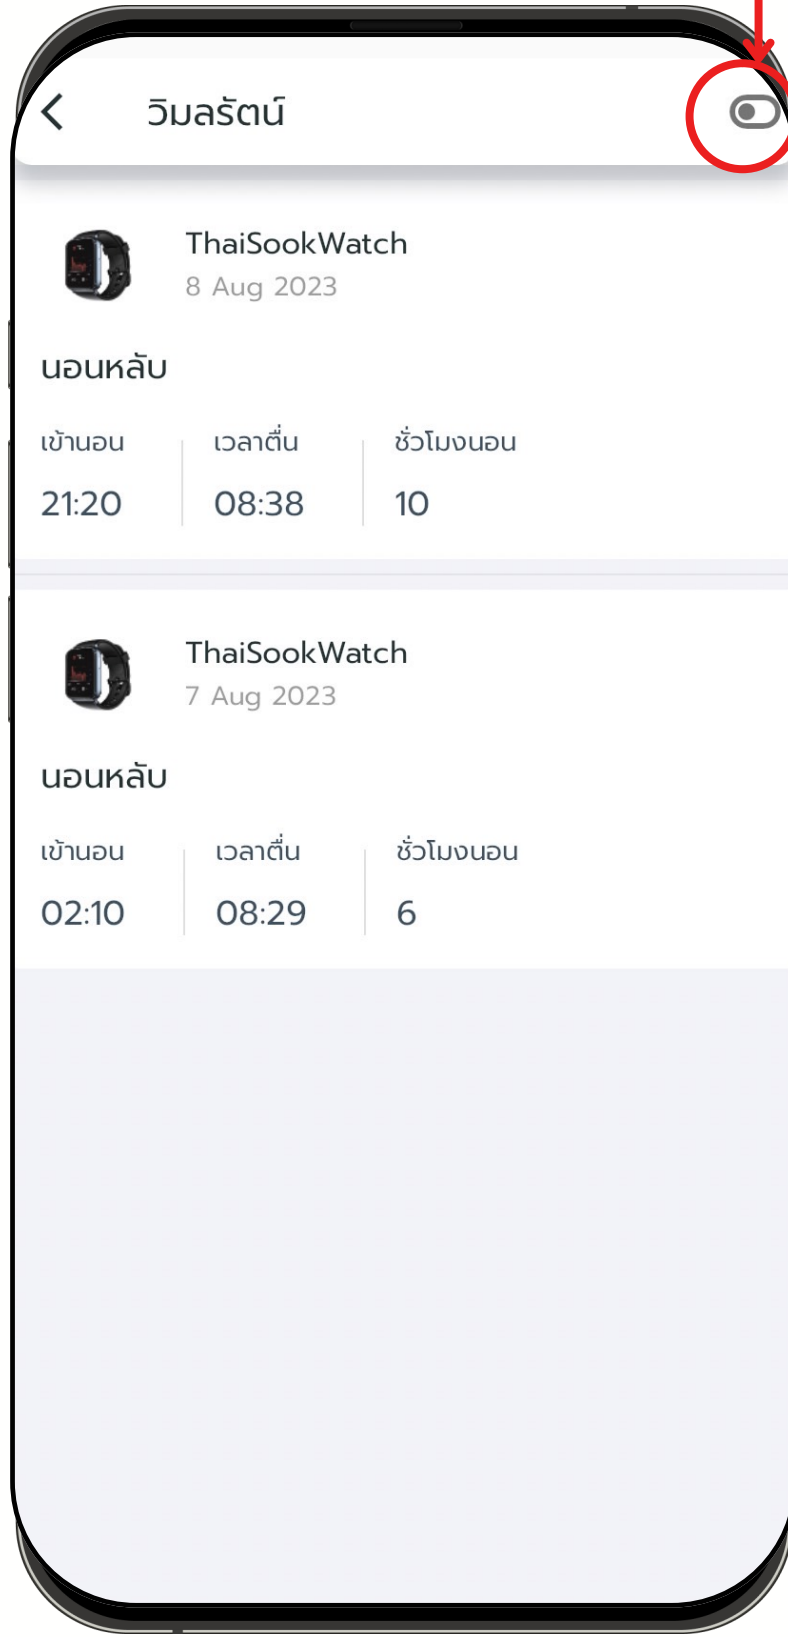 วิมลรัตน์
ThaiSookWatch
8 Aug 2023
นอนหลับ
เข้านอน เวลาตื่น ชั่วโมงนอน
21:20 08:38 10
ThaiSookWatch
7 Aug 2023
นอนหลับ
เข้านอน เวลาตื่น ชั่วโมงนอน
02:10 08:29 6